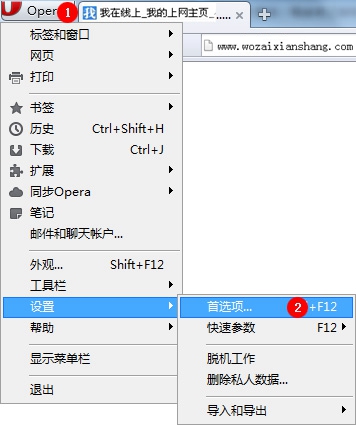 Oper 1 我在线上_我的上网主页_......
www.wozaixianshang.com
标签和窗口
网页
打印
书签
历史 Ctrl+Shift+H
下载 Ctrl+J
扩展
同步Opera
笔记
邮件和聊天帐户...
外观... Shift+F12
工具栏
设置
帮助
显示菜单栏
退出
首选项... 2 +F12
快速参数 F12
脱机工作
删除私人数据...
导入和导出